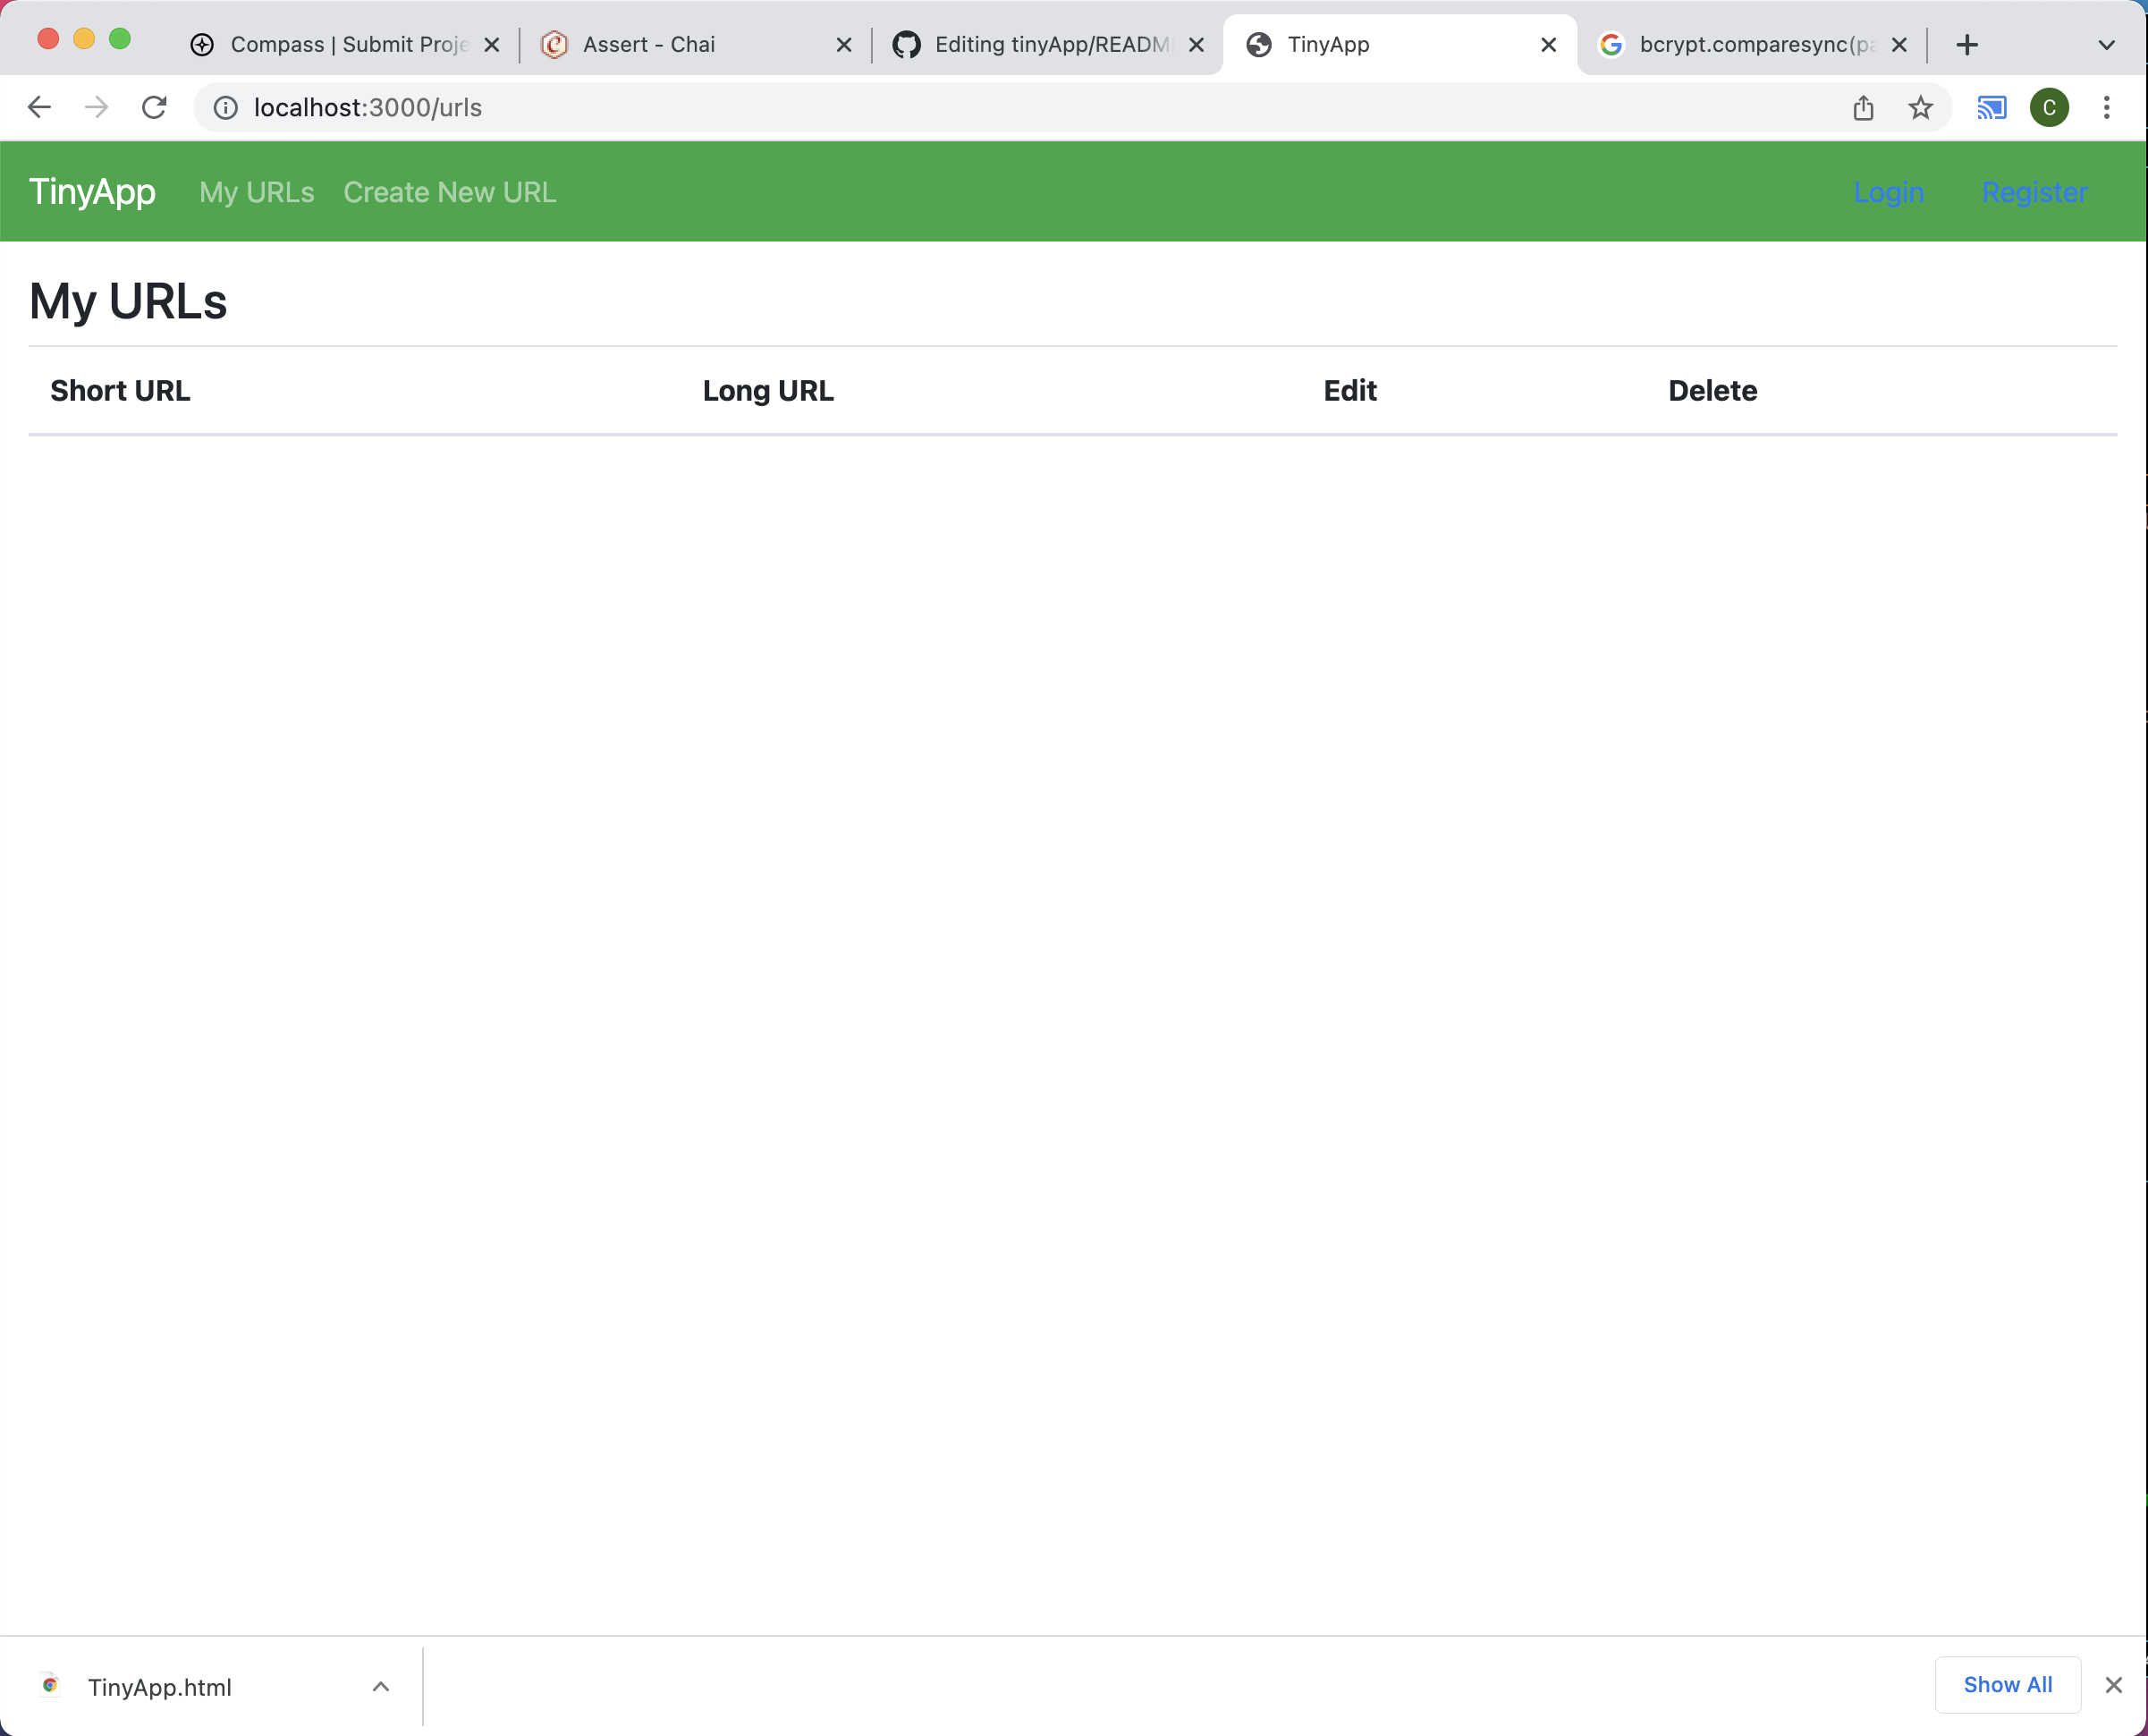 Compass | Submit Proje
Assert - Chai
Editing tinyApp/READM
TinyApp
bcrypt.comparesync(pa
localhost:3000/urls
C
TinyApp My URLs Create New URL Login Register
My URLs
Short URL Long URL Edit Delete
TinyApp.html
Show All